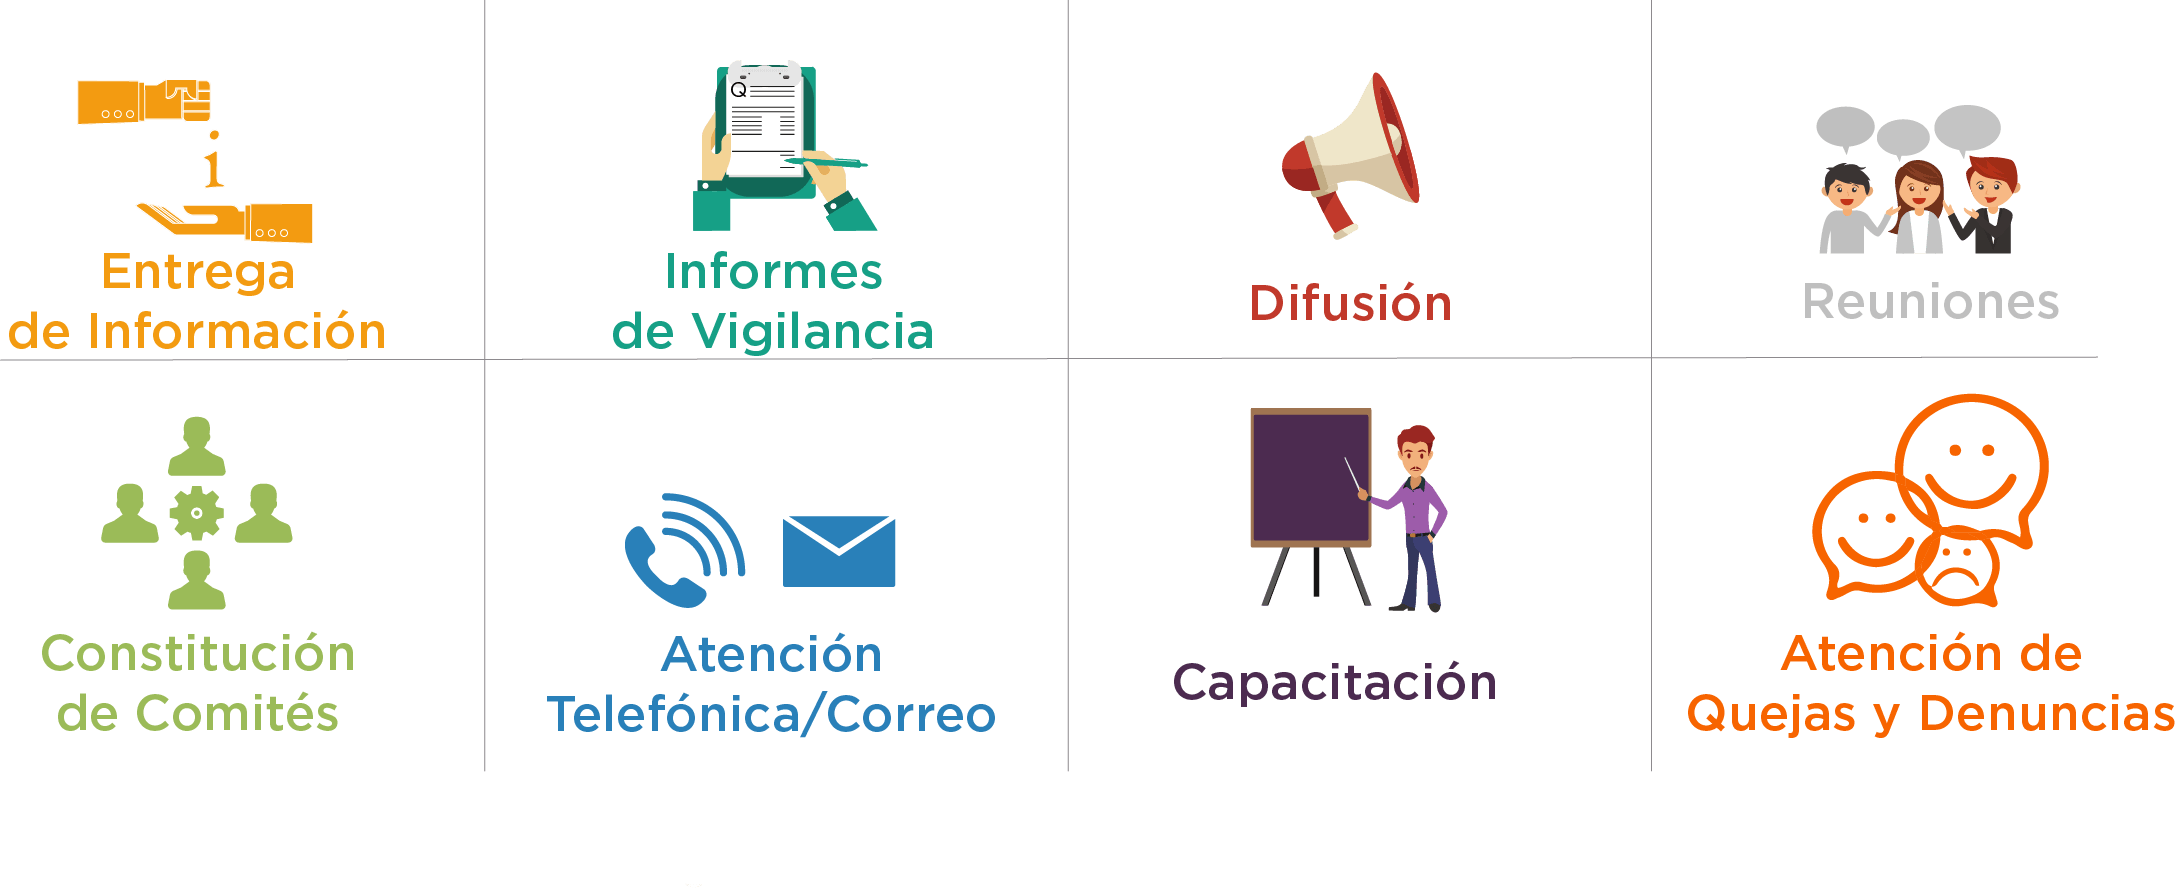 i
Entrega
de Información
Q
Informes
de Vigilancia
Difusión
Reuniones
Constitución
de Comités
Atención
Telefónica/Correo
Capacitación
Atención de
Quejas y Denuncias